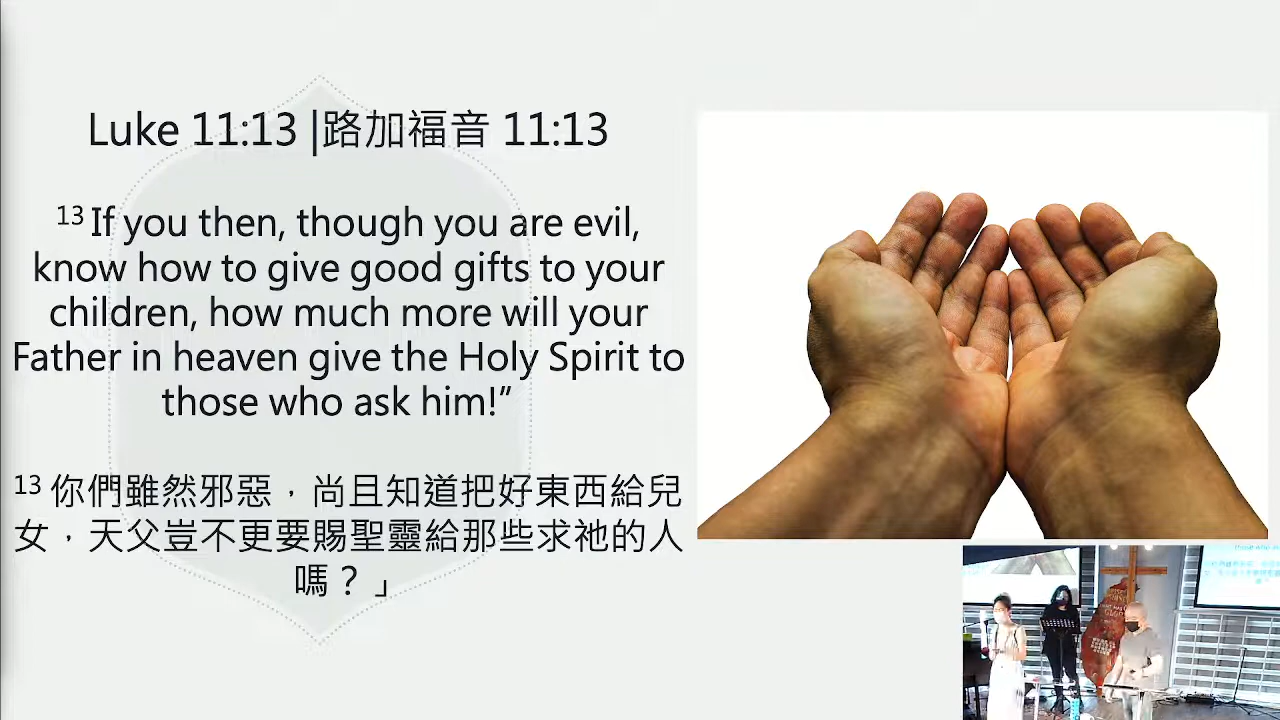 Luke 11:13 |路加福音 11:13
13 If you then, though you are evil,
know how to give good gifts to your
children, how much more will your
Father in heaven give the Holy Spirit to
those who ask him!”
13 你們雖然邪惡，尚且知道把好東西給兒
女，天父豈不更要賜聖靈給那些求祂的人
嗎？」